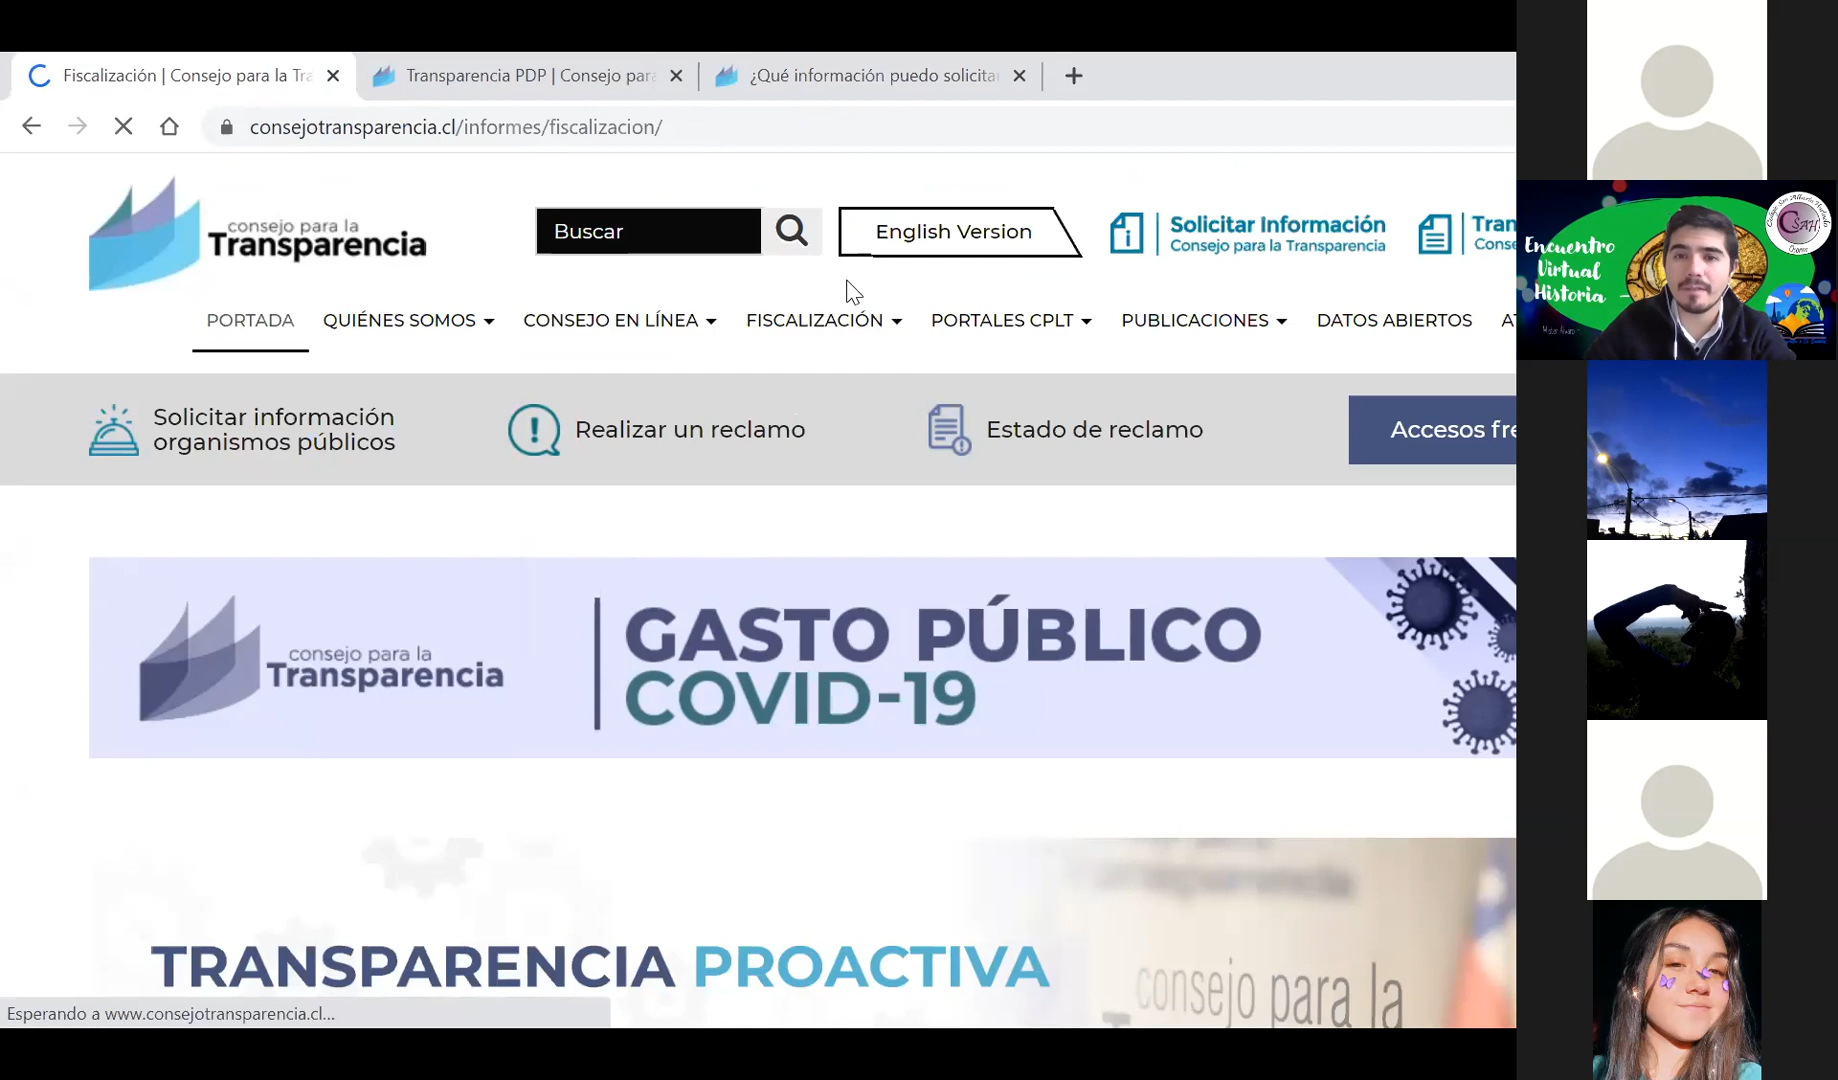 Fiscalización | Consejo para la Tra
Transparencia PDP | Consejo para
¿Qué información puedo solicitar
consejotransparencia.cl/informes/fiscalizacion/
consejo para la
Transparencia
Buscar
English Version
Solicitar Información
Consejo para la Transparencia
Tran
Conse
PORTADA
QUIÉNES SOMOS
CONSEJO EN LÍNEA
FISCALIZACIÓN
PORTALES CPLT
PUBLICACIONES
DATOS ABIERTOS
Solicitar información
organismos públicos
Realizar un reclamo
Estado de reclamo
Accesos fre
consejo para la
Transparencia
GASTO PÚBLICO
COVID-19
TRANSPARENCIA PROACTIVA
consejo para la
Esperando a www.consejotransparencia.cl...
Encuentro
Virtual
Historia
CSAH